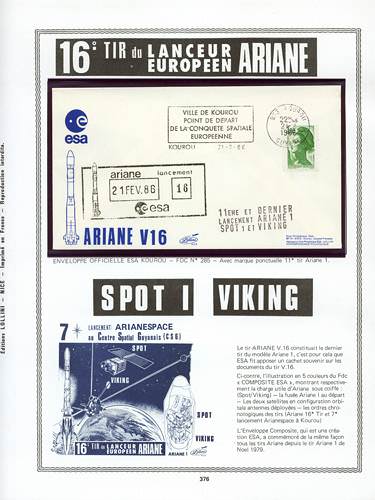 16e TIR du LANCEUR EUROPEEN ARIANE
esa
VILLE DE KOUROU
POINT DE DEPART
DE LA CONQUETE SPATIALE
EUROPEENNE
KOUROU 21-2-86
ariane lancement
21 FEV. 86 16
esa
11EME ET DERNIER
LANCEMENT ARIANE 1
SPOT 1 ET VIKING
ARIANE V16
ENVELOPPE OFFICIELLE ESA KOUROU – FDC N° 285 – Avec marque ponctuelle 11e tir Ariane 1.
SPOT 1 VIKING
7e LANCEMENT ARIANESPACE
au Centre Spatial Guyanais (CSG)
SPOT
VIKING
SPOT
VIKING
ARIANE 1
16e TIR du LANCEUR EUROPEEN ARIANE
Le tir ARIANE V.16 constituait le dernier
tir du modèle Ariane 1, c'est pour cela que
ESA fit apposer un cachet souvenir sur les
documents du tir V.16.
Ci-contre, l'illustration en 5 couleurs du Fdc
« COMPOSITE ESA », montrant respective-
ment la charge utile d'Ariane sous coiffe
(Spot/Viking) — la fusée Ariane 1 au départ
— Les deux satellites en configuration orbi-
tale antennes déployées — les ordres chro-
nologiques des tirs (Ariane 16e Tir et 7e
lancement Arianespace à Kourou)
L'Enveloppe Composite, qui est une créa-
tion ESA, a commémoré de la même façon
tous les tirs Ariane depuis le tir Ariane 1 de
Noël 1979.
Éditions LOLLINI — NICE — Imprimé en France — Reproduction interdite.
376